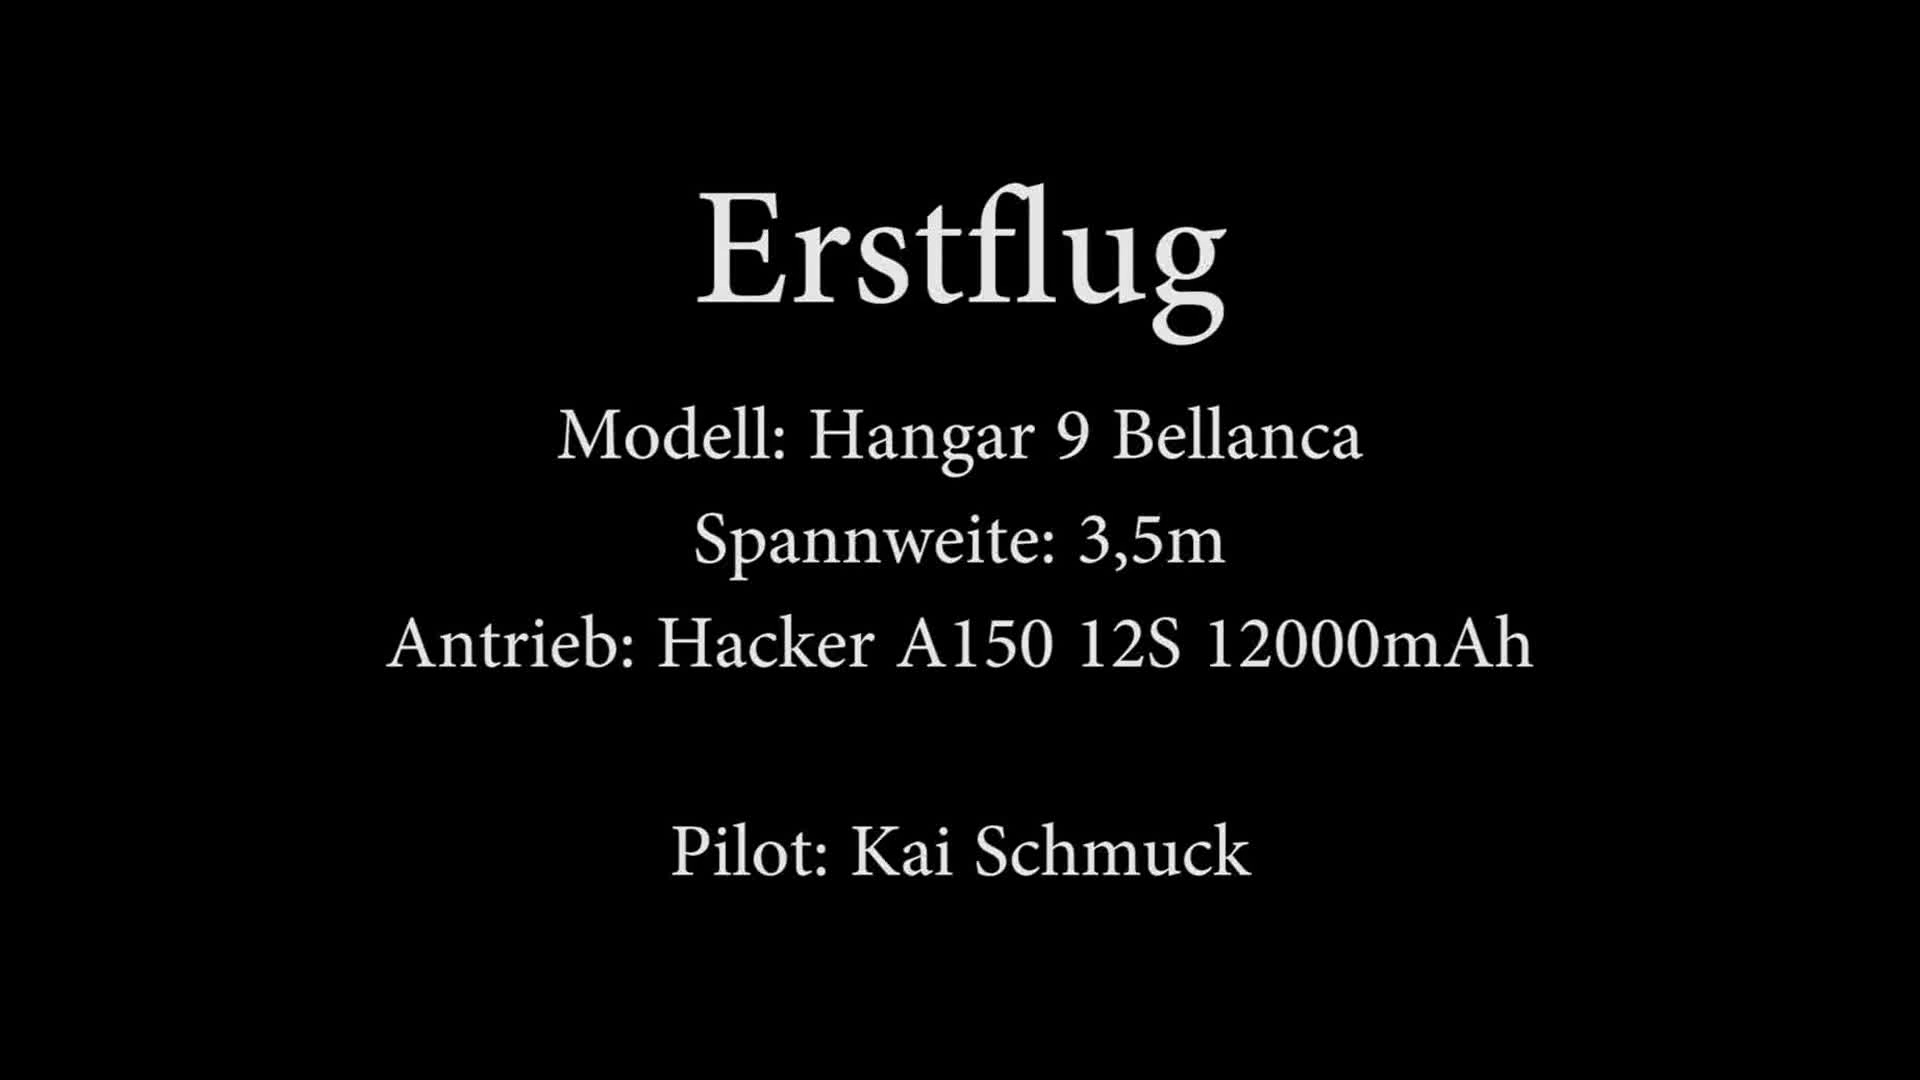 Erstflug
Modell: Hangar 9 Bellanca
Spannweite: 3,5m
Antrieb: Hacker A150 12S 12000mAh
Pilot: Kai Schmuck